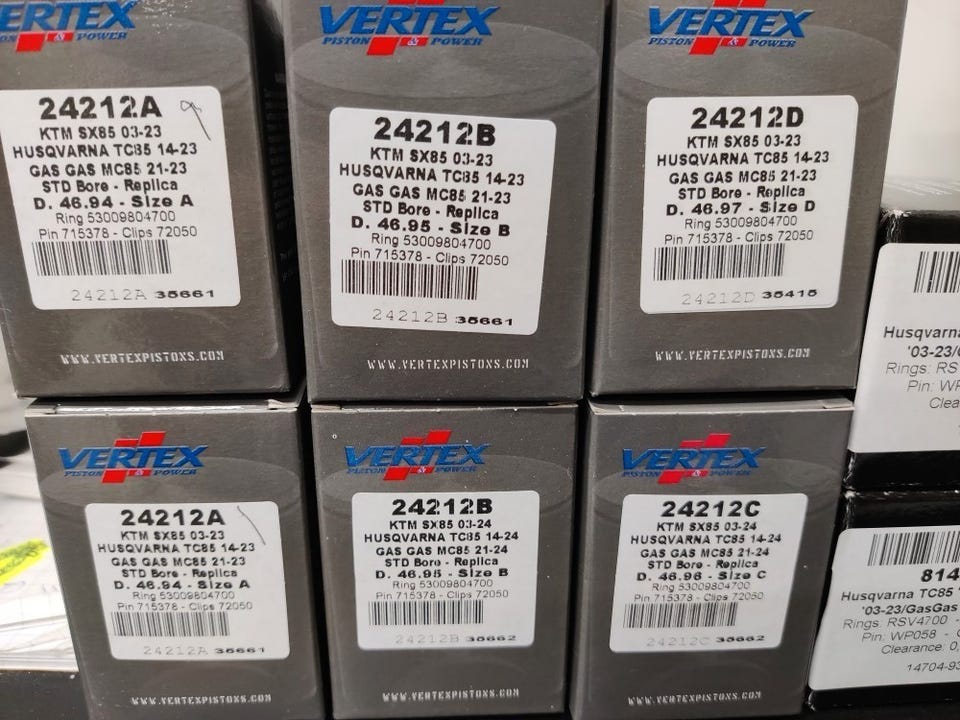 VERTEX
PISTON & POWER
24212A
KTM SX85 03-23
HUSQVARNA TC85 14-23
GAS GAS MC85 21-23
STD Bore - Replica
D. 46.94 - Size A
Ring 53009804700
Pin 715378 - Clips 72050
24212A 35661
WWW.VERTEXPISTONS.COM
VERTEX
PISTON & POWER
24212B
KTM SX85 03-23
HUSQVARNA TC85 14-23
GAS GAS MC85 21-23
STD Bore - Replica
D. 46.95 - Size B
Ring 53009804700
Pin 715378 - Clips 72050
24212B 35661
WWW.VERTEXPISTONS.COM
VERTEX
PISTON & POWER
24212D
KTM SX85 03-23
HUSQVARNA TC85 14-23
GAS GAS MC85 21-23
STD Bore - Replica
D. 46.97 - Size D
Ring 53009804700
Pin 715378 - Clips 72050
24212D 35415
WWW.VERTEXPISTONS.COM
Husqvarna
'03-23/
Rings: RS
Pin: WP
Clea
VERTEX
PISTON & POWER
24212A
KTM SX85 03-23
HUSQVARNA TC85 14-23
GAS GAS MC85 21-23
STD Bore - Replica
D. 46.94 - Size A
Ring 53009804700
Pin 715378 - Clips 72050
24212A 35661
WWW.VERTEXPISTONS.COM
VERTEX
PISTON & POWER
24212B
KTM SX85 03-24
HUSQVARNA TC85 14-24
GAS GAS MC85 21-24
STD Bore - Replica
D. 46.95 - Size B
Ring 53009804700
Pin 715378 - Clips 72050
24212B 35662
WWW.VERTEXPISTONS.COM
VERTEX
PISTON & POWER
24212C
KTM SX85 03-24
HUSQVARNA TC85 14-24
GAS GAS MC85 21-24
STD Bore - Replica
D. 46.96 - Size C
Ring 53009804700
Pin 715378 - Clips 72050
24212C 35662
WWW.VERTEXPISTONS.COM
814
Husqvarna TC85 '
'03-23/GasGas
Rings: RSV4700 -
Pin: WP058 -
Clearance: 0,
14704-93